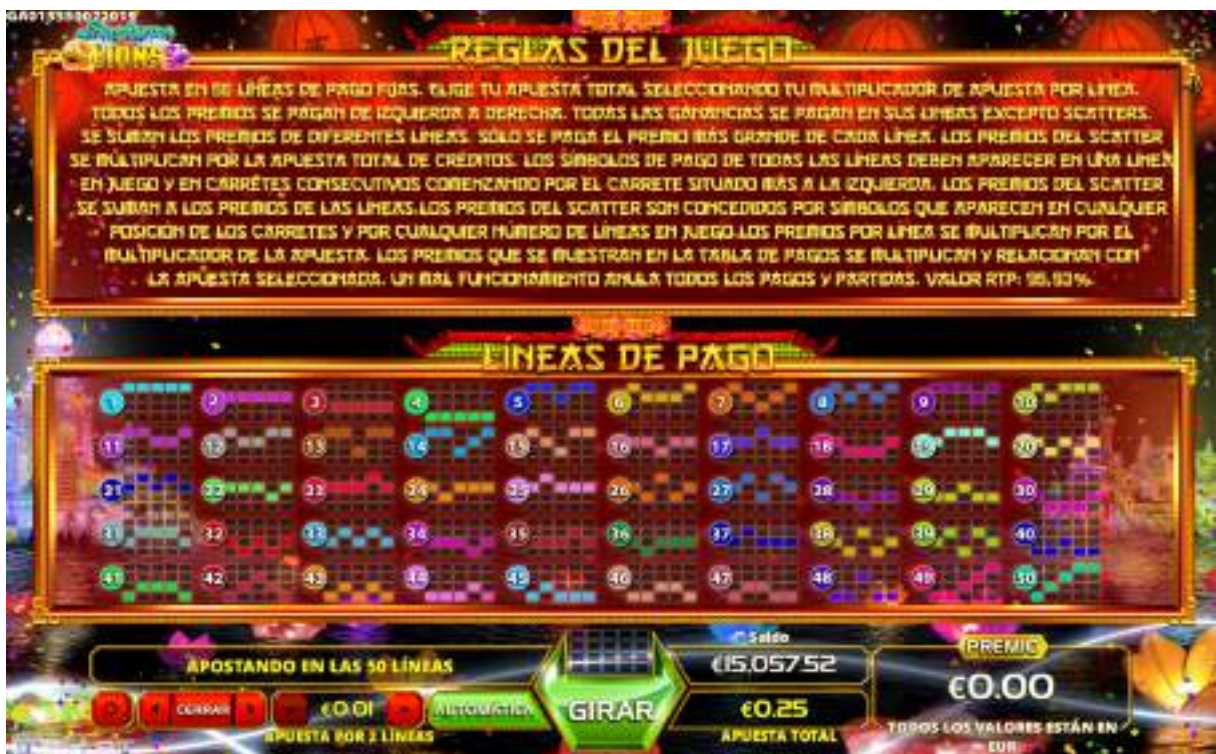 GA015580022019
LIONS
REGLAS DEL JUEGO
APUESTA EN 50 LÍNEAS DE PAGO FIJAS. ELIGE TU APUESTA TOTAL SELECCIONANDO TU MULTIPLICADOR DE APUESTA POR LÍNEA.
TODOS LOS PREMIOS SE PAGAN DE IZQUIERDA A DERECHA. TODAS LAS GANANCIAS SE PAGAN EN SUS LINEAS EXCEPTO SCATTERS.
SE SUMAN LOS PREMIOS DE DIFERENTES LÍNEAS. SÓLO SE PAGA EL PREMIO MÁS GRANDE DE CADA LÍNEA. LOS PREMIOS DEL SCATTER
SE MULTIPLICAN POR LA APUESTA TOTAL DE CRÉDITOS. LOS SÍMBOLOS DE PAGO DE TODAS LAS LÍNEAS DEBEN APARECER EN UNA LÍNEA
EN JUEGO Y EN CARRETES CONSECUTIVOS COMENZANDO POR EL CARRETE SITUADO MÁS A LA IZQUIERDA. LOS PREMIOS DEL SCATTER
SE SUMAN A LOS PREMIOS DE LAS LINEAS.LOS PREMIOS DEL SCATTER SON CONCEDIDOS POR SÍMBOLOS QUE APARECEN EN CUALQUIER
POSICIÓN DE LOS CARRETES Y POR CUALQUIER NÚMERO DE LÍNEAS EN JUEGO.LOS PREMIOS POR LÍNEA SE MULTIPLICAN POR EL
MULTIPLICADOR DE LA APUESTA. LOS PREMIOS QUE SE MUESTRAN EN LA TABLA DE PAGOS SE MULTIPLICAN Y RELACIONAN CON
LA APUESTA SELECCIONADA. UN MAL FUNCIONAMIENTO ANULA TODOS LOS PAGOS Y PARTIDAS. VALOR RTP: 95,93%.
LINEAS DE PAGO
1 2 3 4 5 6 7 8 9 10
11 12 13 14 15 16 17 18 19 20
21 22 23 24 25 26 27 28 29 30
31 32 33 34 35 36 37 38 39 40
41 42 43 44 45 46 47 48 49 50
Saldo
PREMIO
APOSTANDO EN LAS 50 LÍNEAS
€15.057.52
€0.00
CERRAR
€0.01
AUTOMÁTICA
GIRAR
€0.25
APUESTA POR 2 LÍNEAS
APUESTA TOTAL
TODOS LOS VALORES ESTÁN EN
EUR